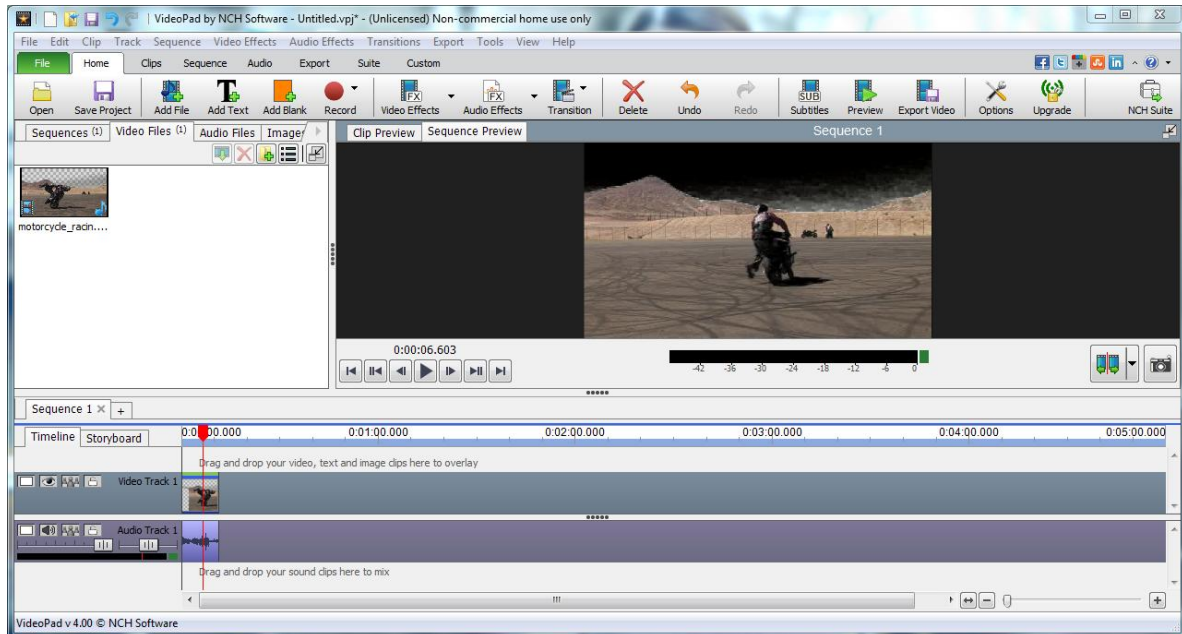 VideoPad by NCH Software - Untitled.vpj* - (Unlicensed) Non-commercial home use only
File Edit Clip Track Sequence Video Effects Audio Effects Transitions Export Tools View Help
File Home Clips Sequence Audio Export Suite Custom
Open Save Project Add File Add Text Add Blank Record Video Effects Audio Effects Transition Delete Undo Redo Subtitles Preview Export Video Options Upgrade NCH Suite
Sequences (1) Video Files (1) Audio Files Clip Preview Sequence Preview Sequence 1
motorcycle_racin....
0:00:06.603
-42 -36 -30 -24 -18 -12 -6 0
Sequence 1
Timeline Storyboard 0:01:00.000 0:02:00.000 0:03:00.000 0:04:00.000 0:05:00.000
Drag and drop your video, text and image clips here to overlay
Video Track 1
Audio Track 1
Drag and drop your sound clips here to mix
VideoPad v 4.00 © NCH Software